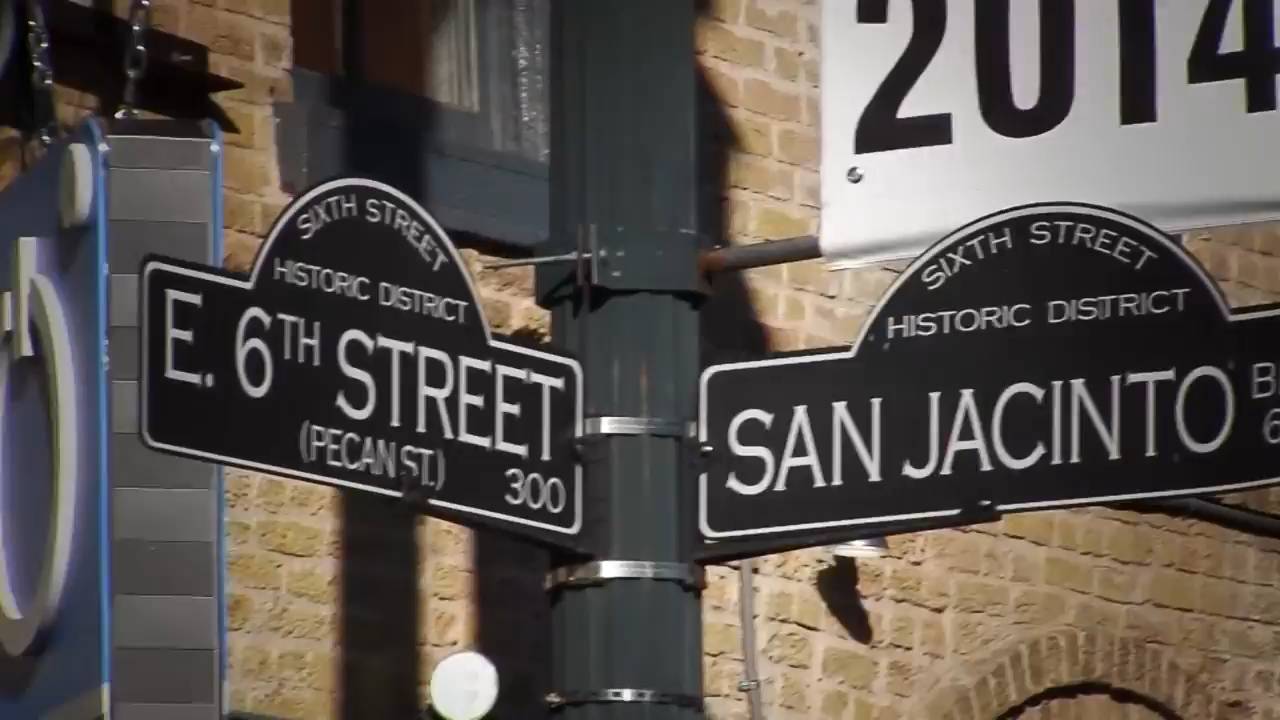 2014
SIXTH STREET
HISTORIC DISTRICT
E. 6TH STREET
(PECAN ST.)
300
SIXTH STREET
HISTORIC DISTRICT
SAN JACINTO